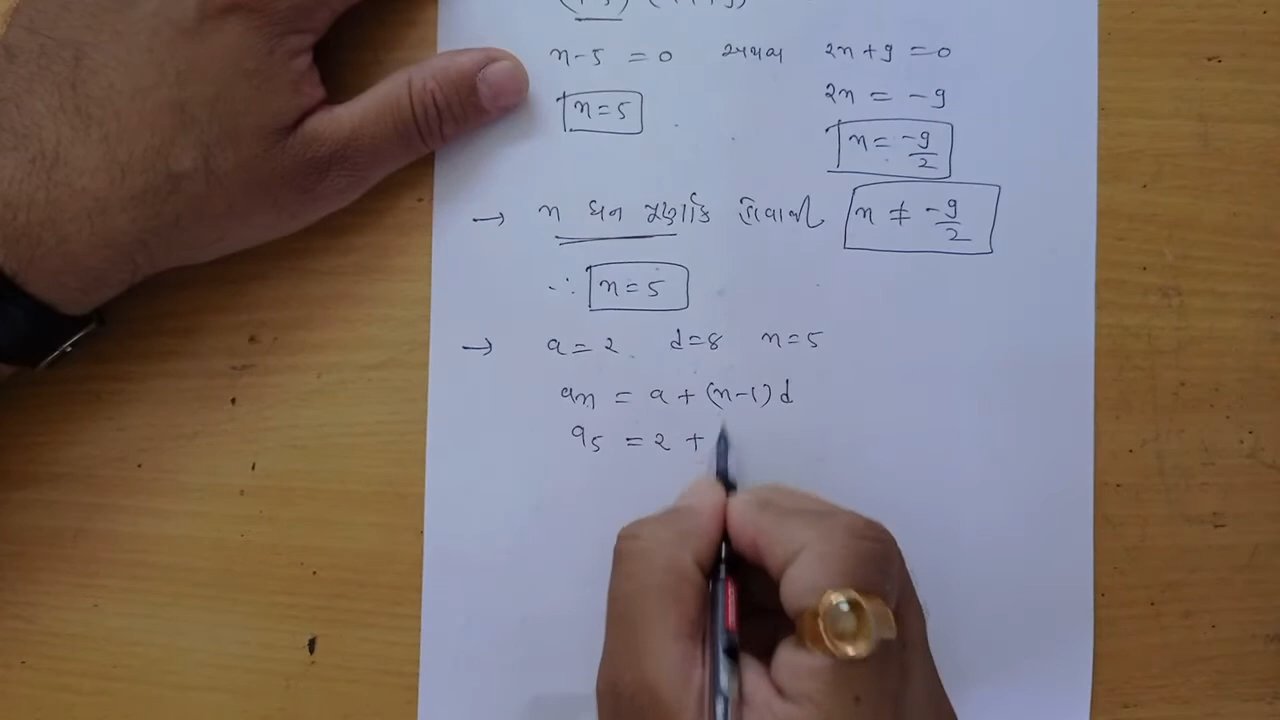 n-5 = 0 અથવા 2n+9 = 0
n = 5 2n = -9
n = -9/2
→ n ધન પૂર્ણાંક હોવાથી n ≠ -9/2
∴ n = 5
→ a = 2 d = 8 n = 5
an = a + (n-1) d
a5 = 2 +